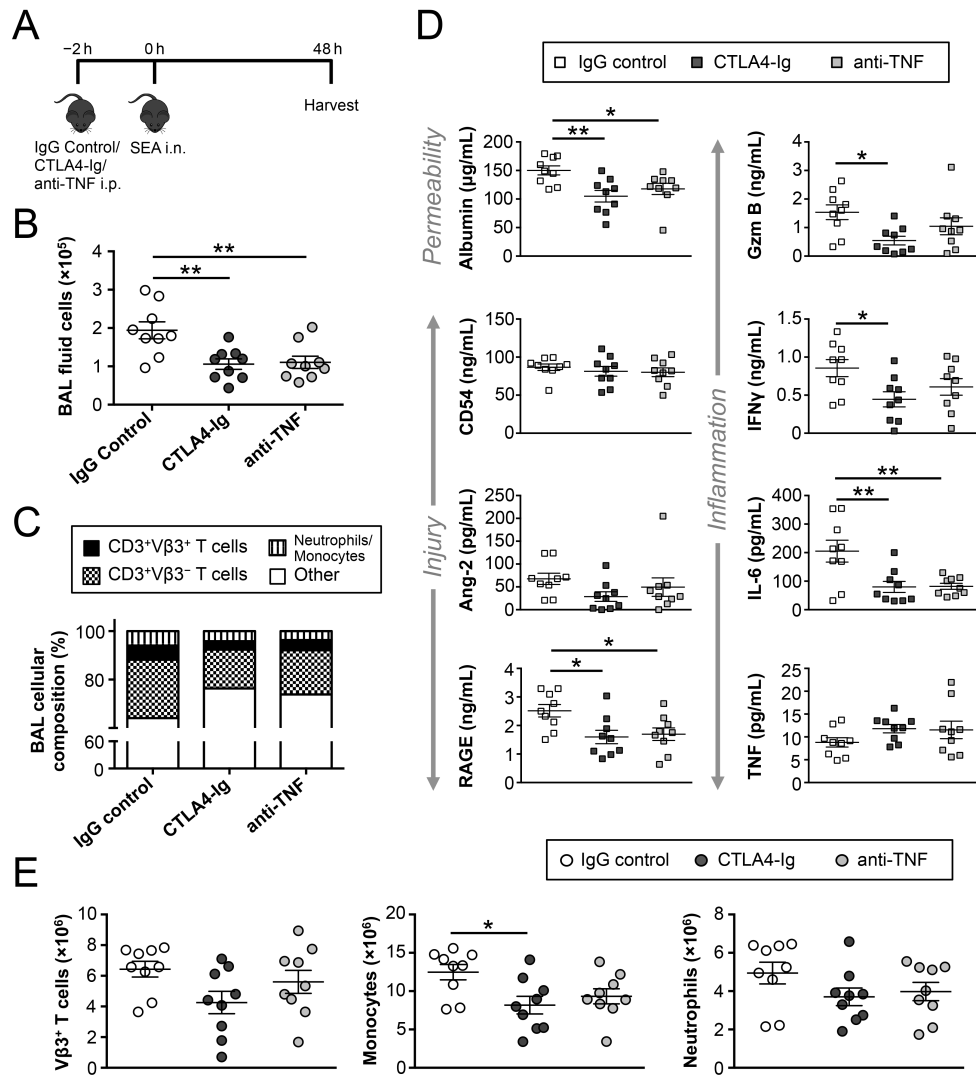 A
−2 h
0 h
48 h
IgG Control/
CTLA4-Ig/
anti-TNF i.p.
SEA i.n.
Harvest
B
BAL fluid cells (×10⁵)
4
3
2
1
0
**
**
IgG Control
CTLA4-Ig
anti-TNF
C
CD3⁺Vβ3⁺ T cells
CD3⁺Vβ3⁻ T cells
Neutrophils/
Monocytes
Other
BAL cellular
composition (%)
100
80
60
0
IgG control
CTLA4-Ig
anti-TNF
D
IgG control
CTLA4-Ig
anti-TNF
Permeability
Injury
Inflammation
Albumin (μg/mL)
200
150
100
50
0
**
*
CD54 (ng/mL)
150
100
50
0
Ang-2 (pg/mL)
250
200
150
100
50
0
RAGE (ng/mL)
4
3
2
1
0
*
*
Gzm B (ng/mL)
4
3
2
1
0
*
IFNγ (ng/mL)
1.5
1.0
0.5
0
*
IL-6 (pg/mL)
400
300
200
100
0
**
**
TNF (pg/mL)
25
20
15
10
5
0
E
IgG control
CTLA4-Ig
anti-TNF
Vβ3⁺ T cells (×10⁶)
10
8
6
4
2
0
Monocytes (×10⁶)
20
15
10
5
0
*
Neutrophils (×10⁶)
8
6
4
2
0